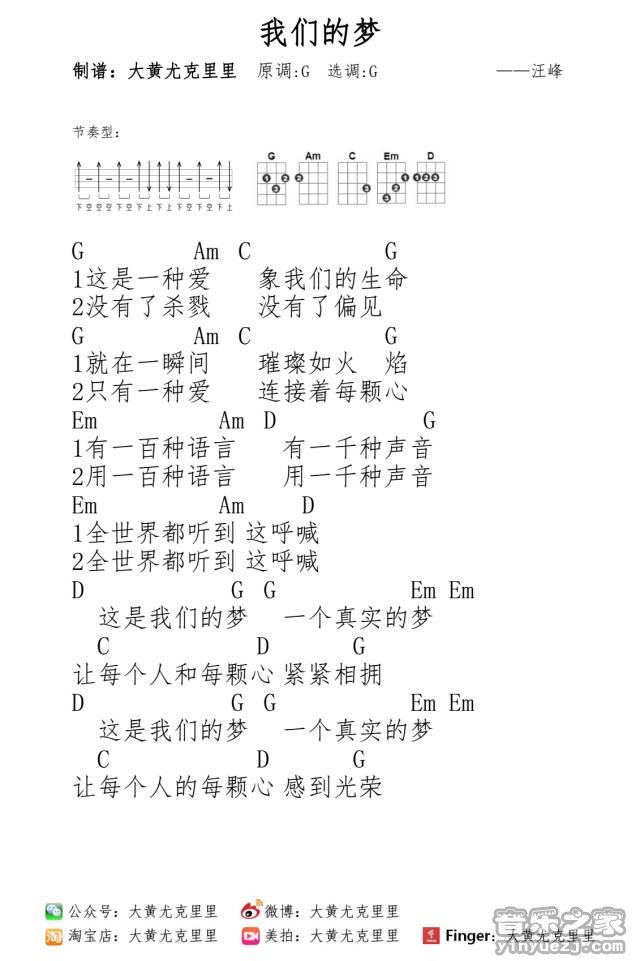 我们的梦
制谱：大黄尤克里里 原调:G 选调:G ——汪峰
节奏型：
G Am C Em D
下 空 空 空 下 空 下 上 下 上 下 空 下 空 下 上
G Am C G
1这是一种爱 象我们的生命
2没有了杀戮 没有了偏见
G Am C G
1就在一瞬间 璀璨如火 焰
2只有一种爱 连接着每颗心
Em Am D G
1有一百种语言 有一千种声音
2用一百种语言 用一千种声音
Em Am D
1全世界都听到 这呼喊
2全世界都听到 这呼喊
D G G Em Em
这是我们的梦 一个真实的梦
C D G
让每个人和每颗心 紧紧相拥
D G G Em Em
这是我们的梦 一个真实的梦
C D G
让每个人的每颗心 感到光荣
公众号：大黄尤克里里 微博：大黄尤克里里
淘宝店：大黄尤克里里 美拍：大黄尤克里里 Finger：大黄尤克里里
音乐之家
www.yinyuezj.com